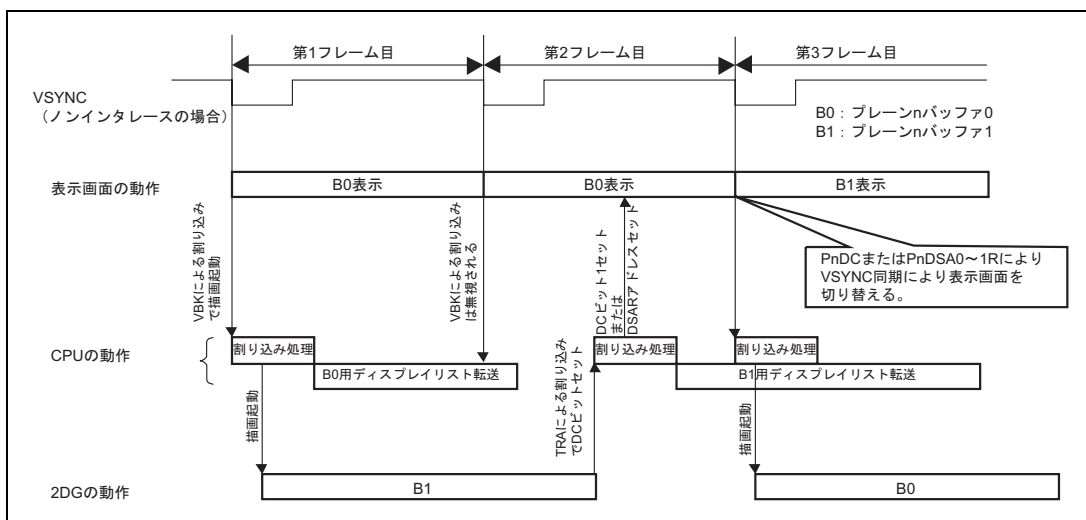 第1フレーム目
第2フレーム目
第3フレーム目
VSYNC
（ノンインタレースの場合）
B0：プレーンnバッファ0
B1：プレーンnバッファ1
表示画面の動作
B0表示
B0表示
B1表示
VBKによる割り込み
で描画起動
VBKによる割り込み
は無視される
DCビット1セット
または
DSARアドレスセット
PnDCまたはPnDSA0～1Rにより
VSYNC同期により表示画面を
切り替える。
CPUの動作
割り込み処理
割り込み処理
割り込み処理
B0用ディスプレイリスト転送
B1用ディスプレイリスト転送
描画起動
TRAによる割り込み
でDCビットセット
描画起動
2DGの動作
B1
B0